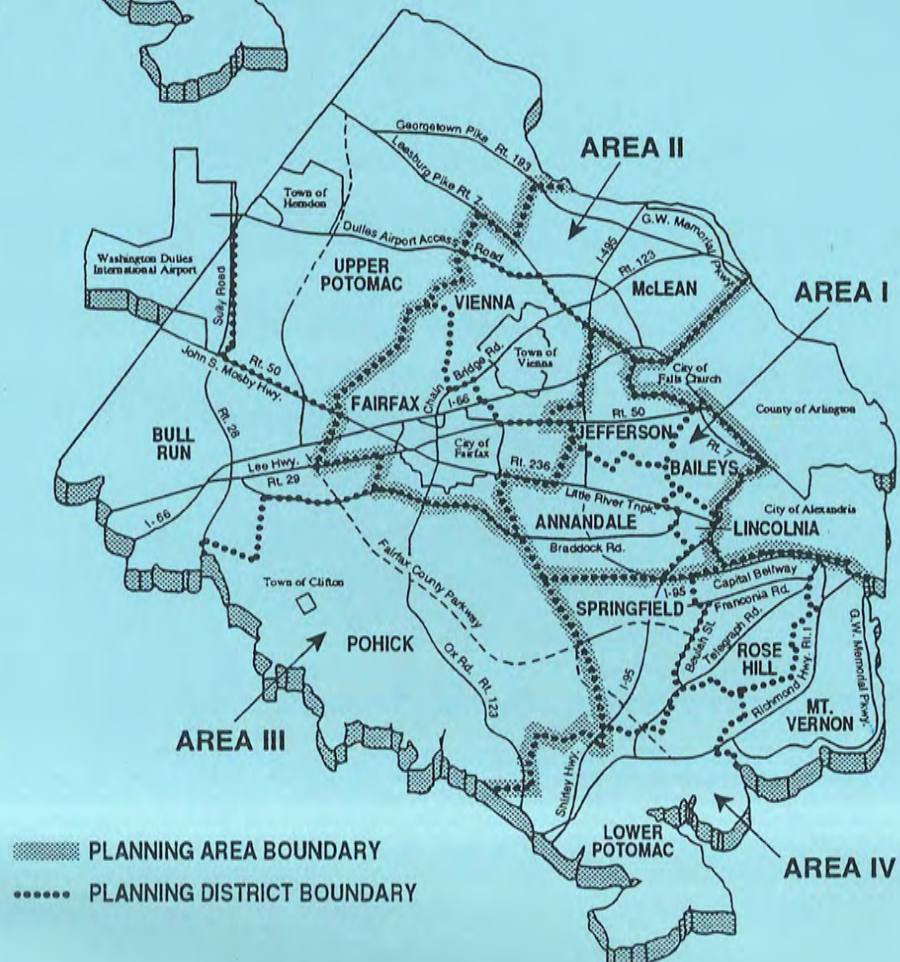 Georgetown Pike Rt. 193
AREA II
Leesburg Pike Rt. 7
Town of
Herndon
G.W. Memorial Pkwy.
Dulles Airport Access Road
I-495
Rt. 123
Washington Dulles
International Airport
UPPER
POTOMAC
McLEAN
AREA I
Sully Road
VIENNA
Town of
Vienna
Chain Bridge Rd.
City of
Falls Church
John S. Mosby Hwy.
Rt. 50
FAIRFAX
I-66
Rt. 50
County of Arlington
Rt. 28
BULL
RUN
City of
Fairfax
JEFFERSON
Rt. 7
Lee Hwy.
Rt. 29
Rt. 236
BAILEYS
Little River Tnpk.
City of Alexandria
I-66
ANNANDALE
LINCOLNIA
Braddock Rd.
Fairfax County Parkway
Capital Beltway
Town of Clifton
I-95
Franconia Rd.
SPRINGFIELD
Beulah St.
Telegraph Rd.
G.W. Memorial Pkwy.
POHICK
ROSE
HILL
Ox Rd. Rt. 123
I-95
Richmond Hwy. Rt. I
MT.
VERNON
AREA III
Shirley Hwy.
LOWER
POTOMAC
AREA IV
PLANNING AREA BOUNDARY
PLANNING DISTRICT BOUNDARY